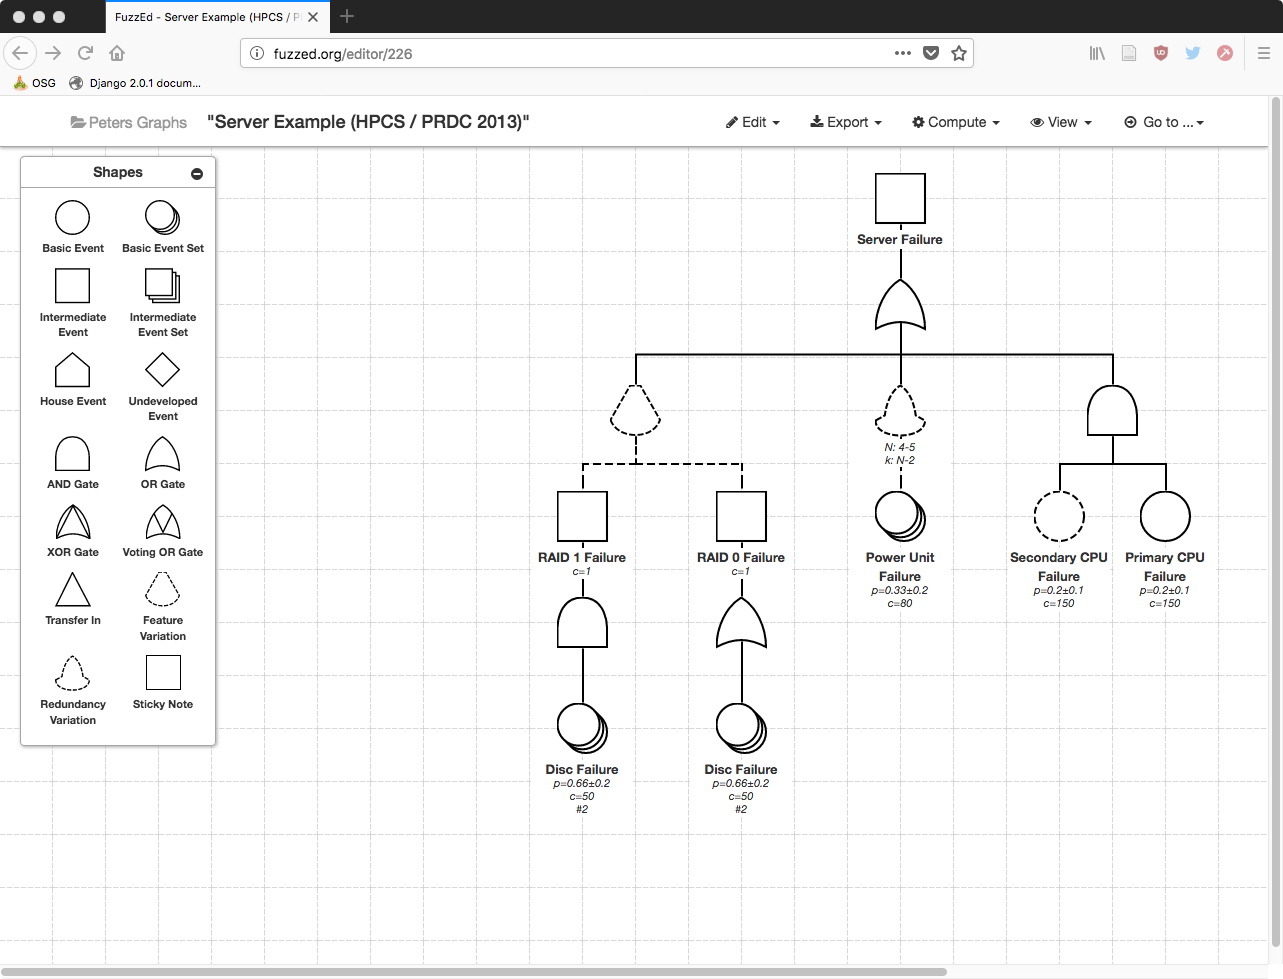 FuzzEd - Server Example (HPCS / P
fuzzed.org/editor/226
OSG
Django 2.0.1 docum...
Peters Graphs
"Server Example (HPCS / PRDC 2013)"
Edit
Export
Compute
View
Go to ...
Shapes
Basic Event
Basic Event Set
Intermediate
Event
Intermediate
Event Set
House Event
Undeveloped
Event
AND Gate
OR Gate
XOR Gate
Voting OR Gate
Transfer In
Feature
Variation
Redundancy
Variation
Sticky Note
Server Failure
N: 4-5
k: N-2
RAID 1 Failure
c=1
RAID 0 Failure
c=1
Power Unit
Failure
p=0.33±0.2
c=80
Secondary CPU
Failure
p=0.2±0.1
c=150
Primary CPU
Failure
p=0.2±0.1
c=150
Disc Failure
p=0.66±0.2
c=50
#2
Disc Failure
p=0.66±0.2
c=50
#2